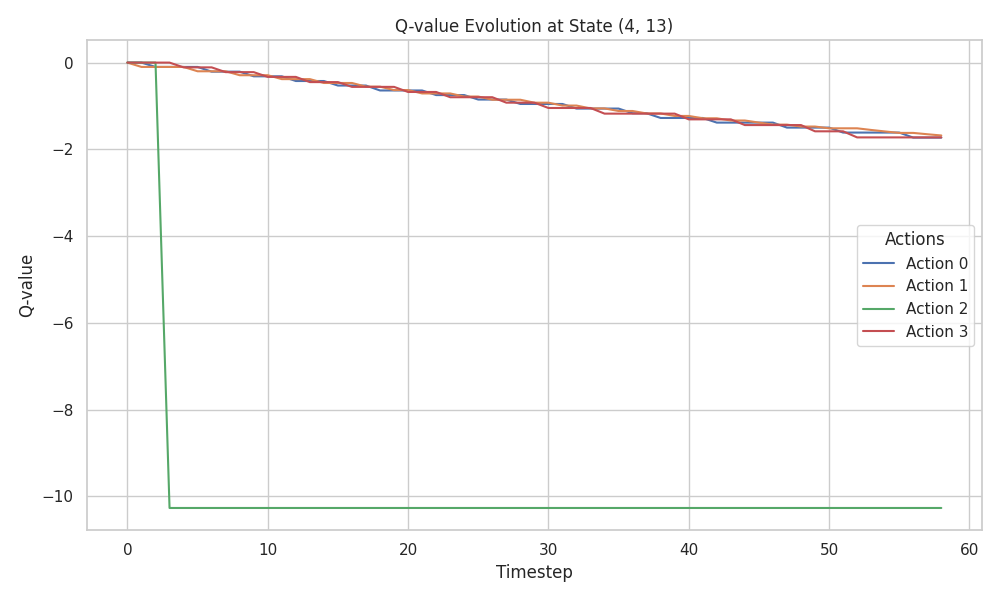 Q-value Evolution at State (4, 13)
Q-value
0
−2
−4
−6
−8
−10
Actions
Action 0
Action 1
Action 2
Action 3
0
10
20
30
40
50
60
Timestep